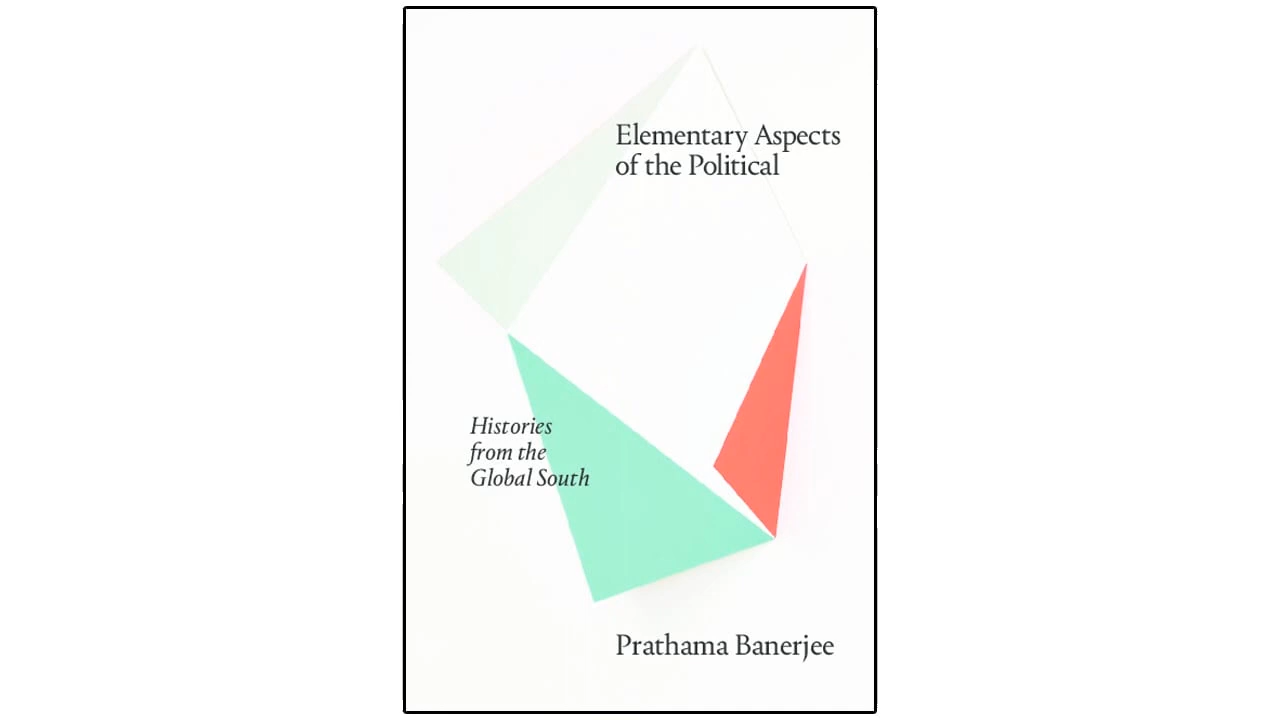 Elementary Aspects
of the Political
Histories
from the
Global South
Prathama Banerjee